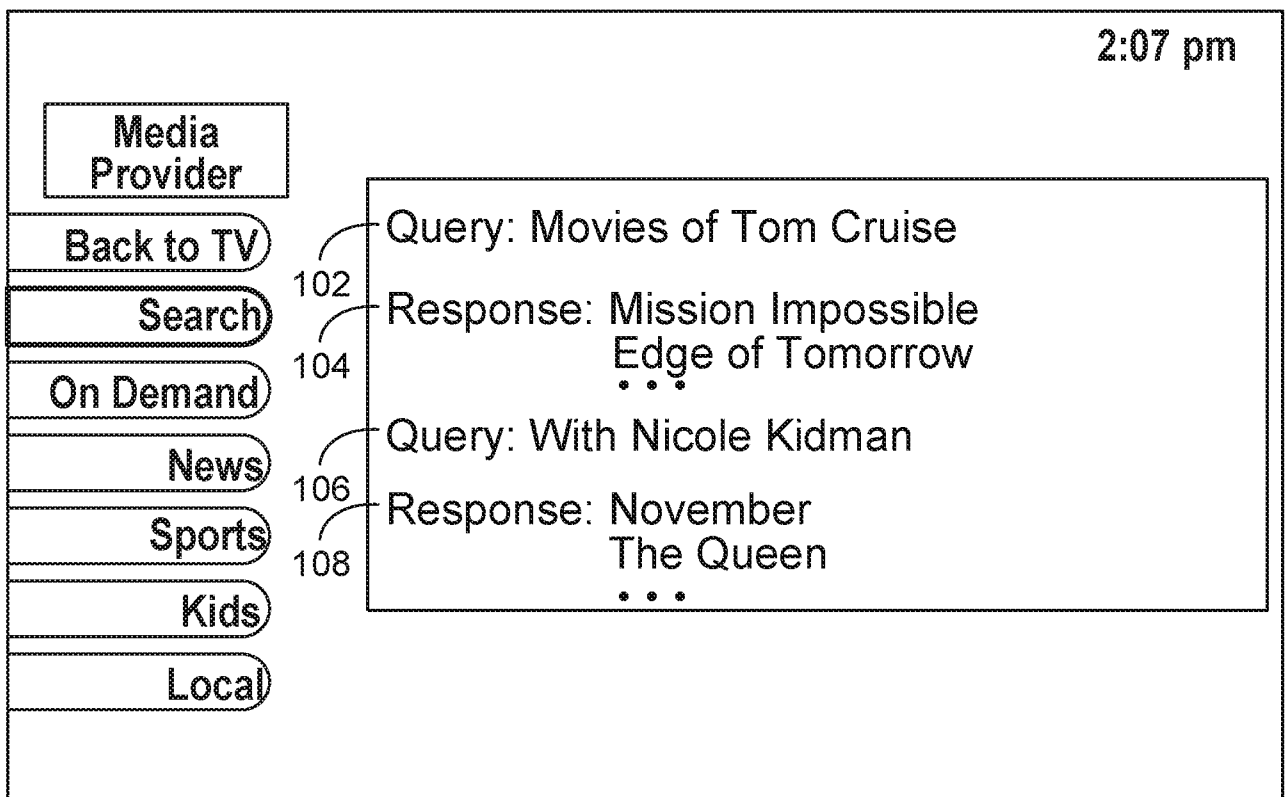 2:07 pm
Media
Provider
Back to TV
Search
On Demand
News
Sports
Kids
Local
102
Query: Movies of Tom Cruise
104
Response: Mission Impossible
Edge of Tomorrow
• • •
106
Query: With Nicole Kidman
108
Response: November
The Queen
• • •